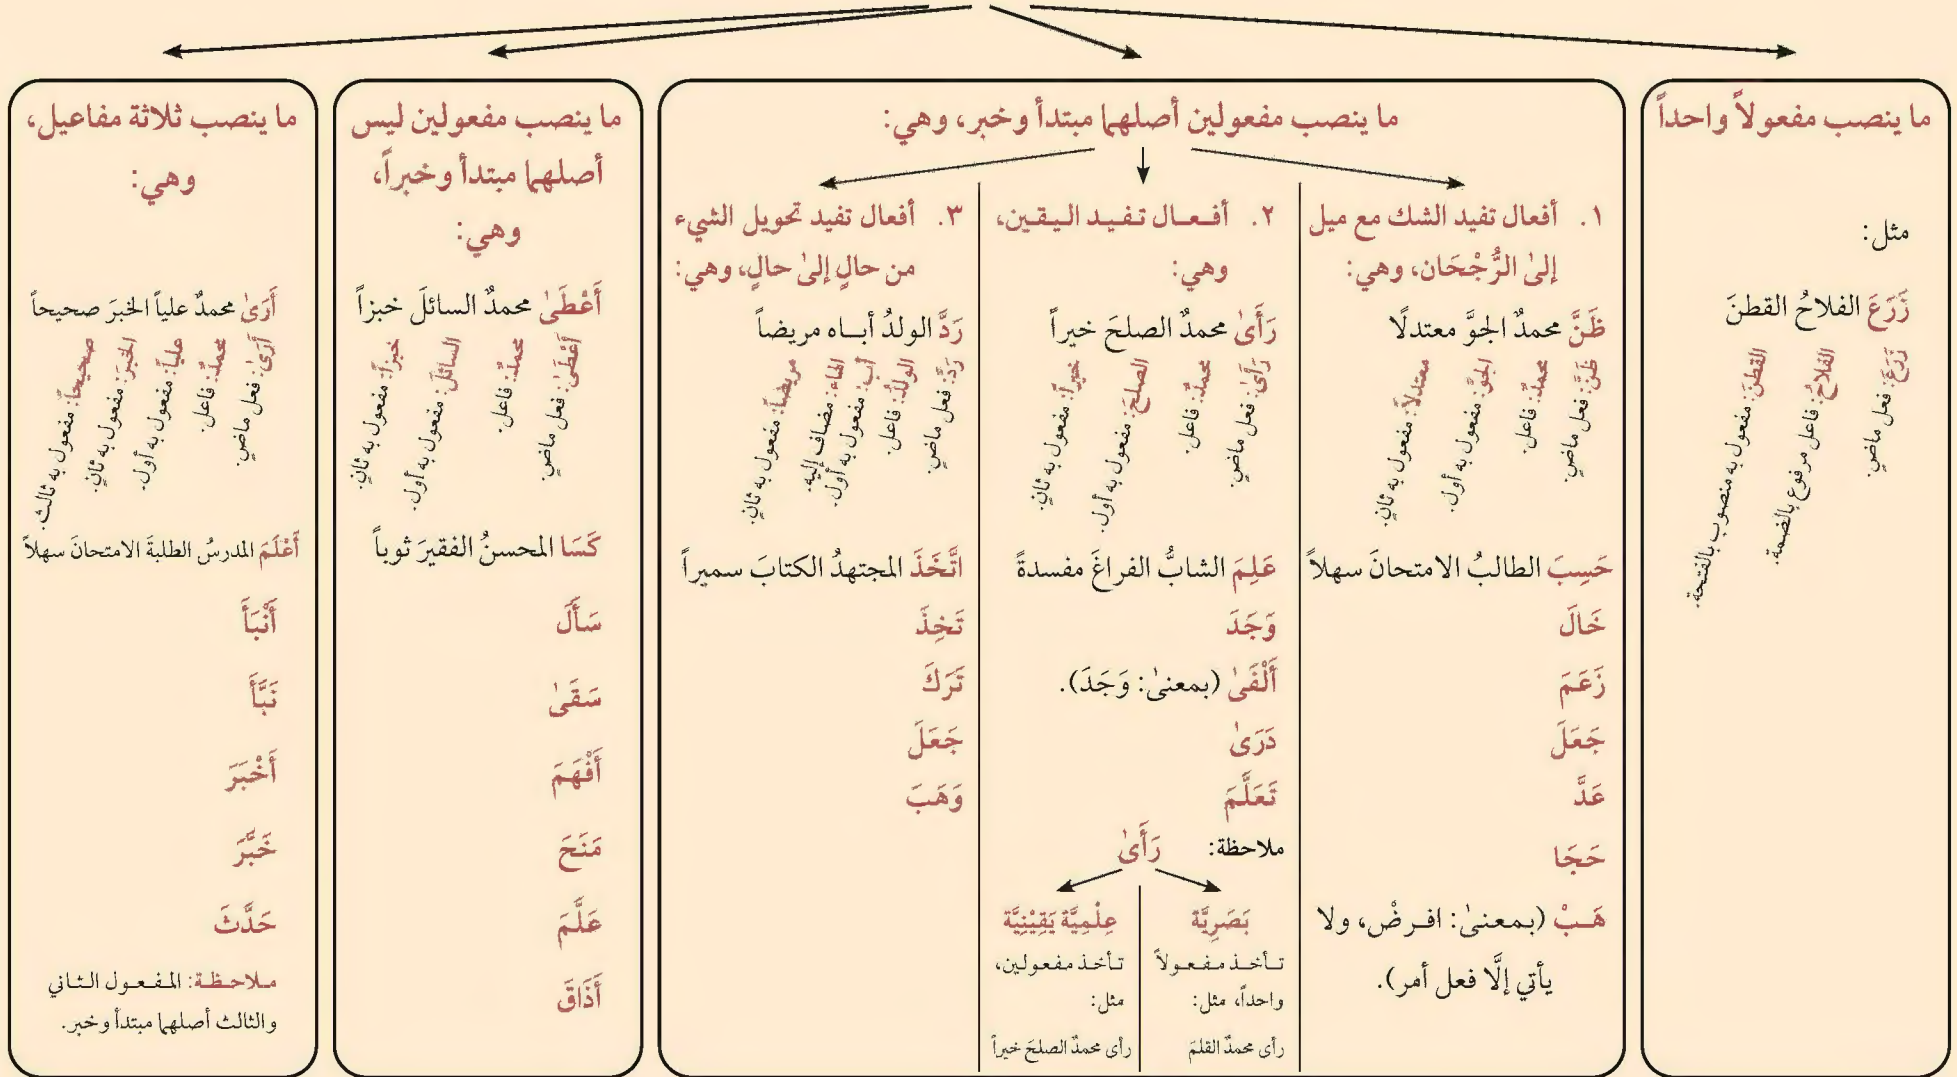 ما ينصب مفعولاً واحداً
مثل:
زَرَعَ الفلاحُ القطنَ
زَرَعَ: فعل ماضٍ.
الفلاحُ: فاعل مرفوع بالضمة.
القطنَ: مفعول به منصوب بالفتحة.
ما ينصب مفعولين أصلهما مبتدأ وخبر، وهي:
١. أفعال تفيد الشك مع ميل
إلىٰ الرُّجْحَان، وهي:
ظَنَّ محمدٌ الجوَّ معتدلًا
ظَنَّ: فعل ماضٍ.
محمدٌ: فاعل.
الجوَّ: مفعول به أول.
معتدلاً: مفعول به ثانٍ.
حَسِبَ الطالبُ الامتحانَ سهلاً
خَالَ
زَعَمَ
جَعَلَ
عَدَّ
حَجَا
هَبْ (بمعنىٰ: افرضْ، ولا
يأتي إلَّا فعل أمر).
٢. أفعال تفيد اليقين،
وهي:
رَأَىٰ محمدٌ الصلحَ خيراً
رَأَىٰ: فعل ماضٍ.
محمدٌ: فاعل.
الصلحَ: مفعول به أول.
خيراً: مفعول به ثانٍ.
عَلِمَ الشابُّ الفراغَ مفسدةً
وَجَدَ
أَلْفَىٰ (بمعنىٰ: وَجَدَ).
دَرَىٰ
تَعَلَّمَ
ملاحظة: رَأَىٰ
بَصَرِيَّة
تأخذ مفعولاً
واحداً، مثل:
رأى محمدٌ القلمَ
عِلْمِيَّة يَقِيْنِيَّة
تأخذ مفعولين،
مثل:
رأى محمدٌ الصلحَ خيراً
٣. أفعال تفيد تحويل الشيء
من حالٍ إلىٰ حالٍ، وهي:
رَدَّ الولدُ أباه مريضاً
رَدَّ: فعل ماضٍ.
الولدُ: فاعل.
أب: مفعول به أول.
الهاء: مضاف إليه.
مريضاً: مفعول به ثانٍ.
اتَّخَذَ المجتهدُ الكتابَ سميراً
تَخِذَ
تَرَكَ
جَعَلَ
وَهَبَ
ما ينصب مفعولين ليس
أصلهما مبتدأ وخبراً،
وهي:
أَعْطَىٰ محمدٌ السائلَ خبزاً
أَعْطَىٰ: فعل ماضٍ.
محمدٌ: فاعل.
السائلَ: مفعول به أول.
خبزاً: مفعول به ثانٍ.
كَسَا المحسنُ الفقيرَ ثوباً
سَأَلَ
سَقَىٰ
أَفْهَمَ
مَنَحَ
عَلَّمَ
أَذَاقَ
ما ينصب ثلاثة مفاعيل،
وهي:
أَرَىٰ محمدٌ علياً الخبرَ صحيحاً
أَرَىٰ: فعل ماضٍ.
محمدٌ: فاعل.
علياً: مفعول به أول.
الخبرَ: مفعول به ثانٍ.
صحيحاً: مفعول به ثالث.
أَعْلَمَ المدرسُ الطلبةَ الامتحانَ سهلاً
أَنْبَأَ
نَبَّأَ
أَخْبَرَ
خَبَّرَ
حَدَّثَ
ملاحظة: المفعول الثاني
والثالث أصلهما مبتدأ وخبر.